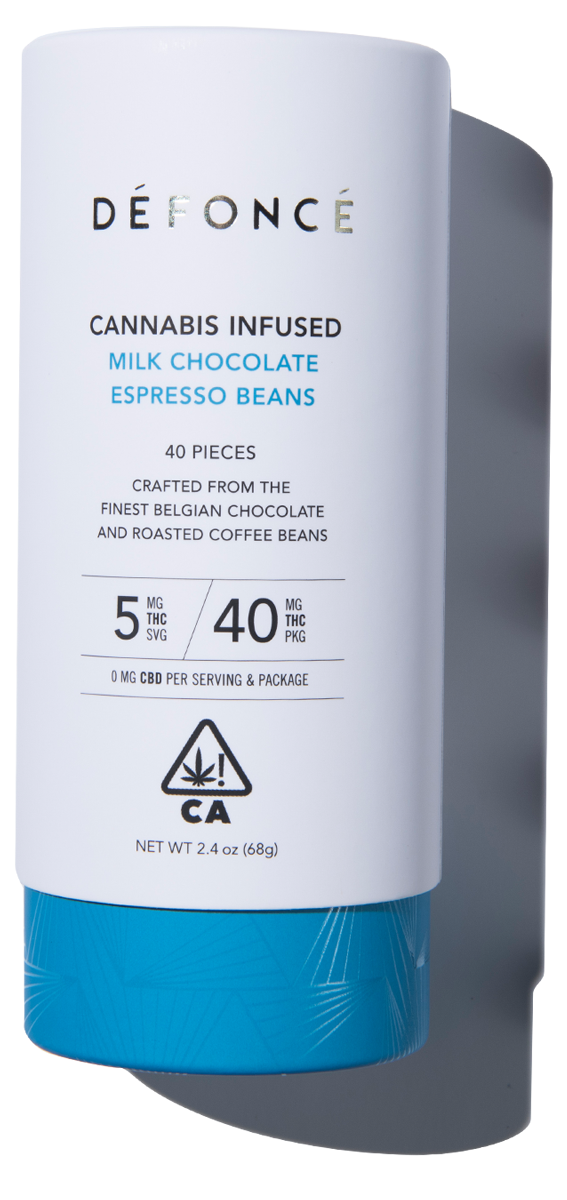 DÉFONCÉ
CANNABIS INFUSED
MILK CHOCOLATE
ESPRESSO BEANS
40 PIECES
CRAFTED FROM THE
FINEST BELGIAN CHOCOLATE
AND ROASTED COFFEE BEANS
5 MG THC SVG / 40 MG THC PKG
0 MG CBD PER SERVING & PACKAGE
!
CA
NET WT 2.4 oz (68g)